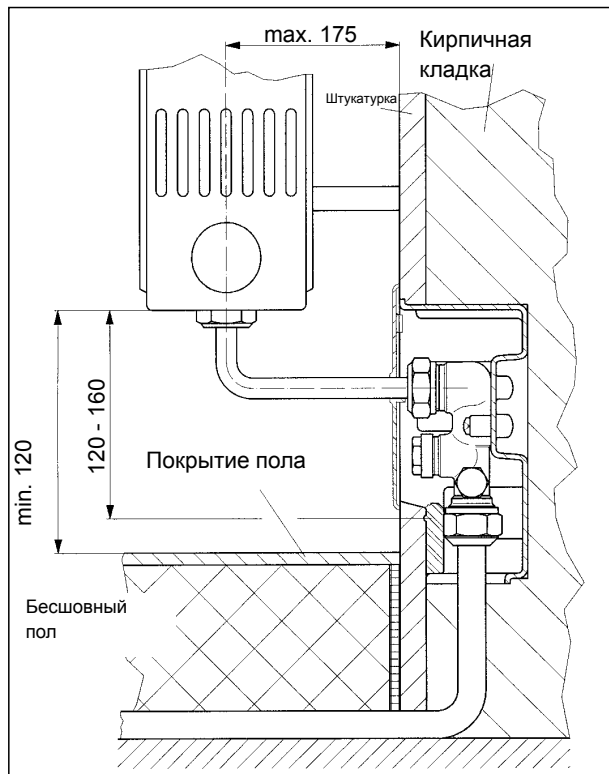 max. 175
Кирпичная
кладка
Штукатурка
min. 120
120 - 160
Покрытие пола
Бесшовный
пол